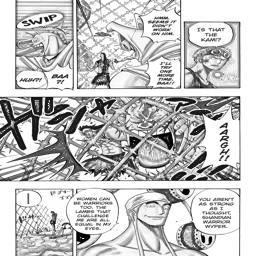 IS THAT
THE
KAMI?
HMM.
SEEMS IT
DIDN'T
WORK
ON HIM.
I'LL
TRY ONE
MORE
TIME,
BAA!!
SWIP
BAA
?
HUH?!
AARGH!!
YOU AREN'T
AS STRONG
AS I
THOUGHT,
SHANDIAN
WARRIOR
WYPER.
WOMEN CAN
BE WARRIORS
TOO. THE
LAMBS THAT
CHALLENGE
ME ARE ALL
EQUAL IN
MY EYES.